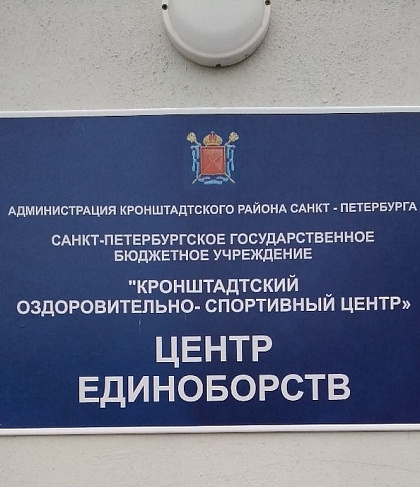 АДМИНИСТРАЦИЯ КРОНШТАДТСКОГО РАЙОНА САНКТ - ПЕТЕРБУРГА
САНКТ-ПЕТЕРБУРГСКОЕ ГОСУДАРСТВЕННОЕ
БЮДЖЕТНОЕ УЧРЕЖДЕНИЕ
"КРОНШТАДТСКИЙ
ОЗДОРОВИТЕЛЬНО- СПОРТИВНЫЙ ЦЕНТР»
ЦЕНТР
ЕДИНОБОРСТВ